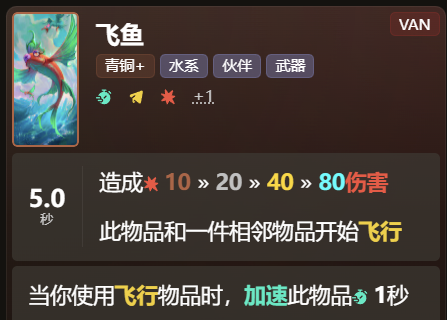 飞鱼
VAN
青铜+ 水系 伙伴 武器
+1
5.0
秒
造成 10 » 20 » 40 » 80伤害
此物品和一件相邻物品开始飞行
当你使用飞行物品时，加速此物品 1秒